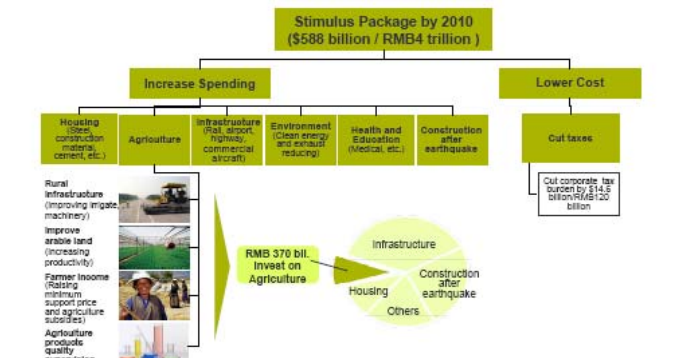 Stimulus Package by 2010
($588 billion / RMB4 trillion )
Increase Spending
Lower Cost
Housing
(Steel,
construction
material,
cement, etc.)
Agriculture
Infrastructure
(Rail, airport,
highway,
commercial
aircraft)
Environment
(Clean energy
and exhaust
reducing)
Health and
Education
(Medical, etc.)
Construction
after
earthquake
Cut taxes
Cut corporate tax
burden by $14.6
billion/RMB120
billion
Rural
Infrastructure
(Improving irrigate,
machinery)
Improve
arable land
(Increasing
productivity)
Farmer Income
(Raising
minimum
support price
and agriculture
subsidies)
Agriculture
products
quality
RMB 370 bil.
Invest on
Agriculture
Infrastructure
Construction
after
earthquake
Housing
Others